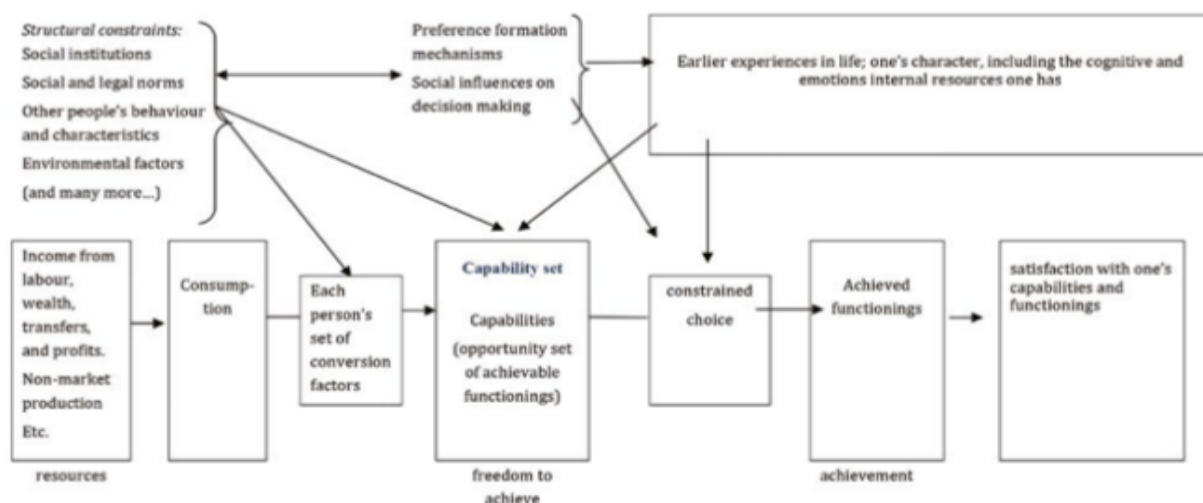 Structural constraints:
Social institutions
Social and legal norms
Other people's behaviour
and characteristics
Environmental factors
(and many more...)
Preference formation
mechanisms
Social influences on
decision making
Earlier experiences in life; one's character, including the cognitive and
emotions internal resources one has
Income from
labour,
wealth,
transfers,
and profits.
Non-market
production
Etc.
resources
Consump-
tion
Each
person's
set of
conversion
factors
Capability set
Capabilities
(opportunity set
of achievable
functionings)
freedom to
achieve
constrained
choice
Achieved
functionings
achievement
satisfaction with one's
capabilities and
functionings